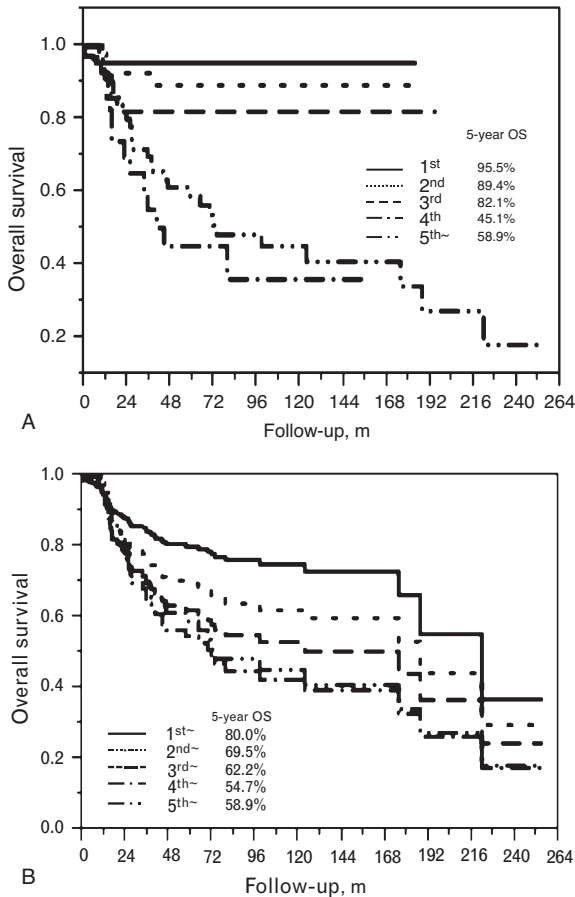 1.0
0.8
0.6
0.4
0.2
Overall survival
5-year OS
1st 95.5%
2nd 89.4%
3rd 82.1%
4th 45.1%
5th~ 58.9%
0 24 48 72 96 120 144 168 192 216 240 264
A
Follow-up, m
1.0
0.8
0.6
0.4
0.2
0.0
Overall survival
5-year OS
1st~ 80.0%
2nd~ 69.5%
3rd~ 62.2%
4th~ 54.7%
5th~ 58.9%
0 24 48 72 96 120 144 168 192 216 240 264
B
Follow-up, m